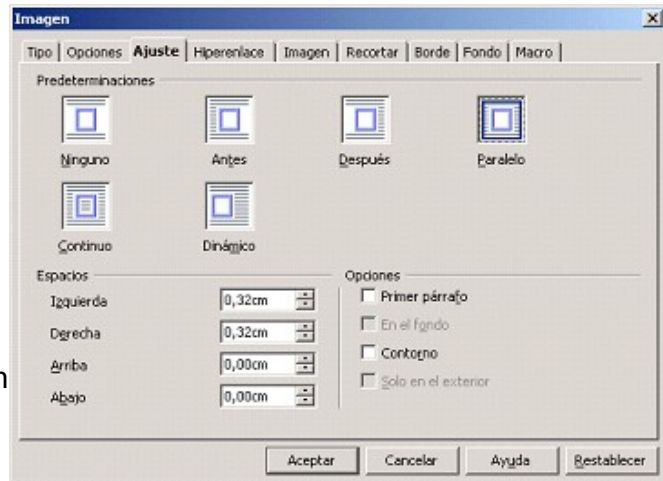 Imagen
Tipo Opciones Ajuste Hiperenlace Imagen Recortar Borde Fondo Macro
Predeterminaciones
Ninguno Antes Después Paralelo
Continuo Dinámico
Espacios Opciones
Izquierda 0,32cm Primer párrafo
Derecha 0,32cm En el fondo
Arriba 0,00cm Contorno
n
Abajo 0,00cm Solo en el exterior
Aceptar Cancelar Ayuda Restablecer